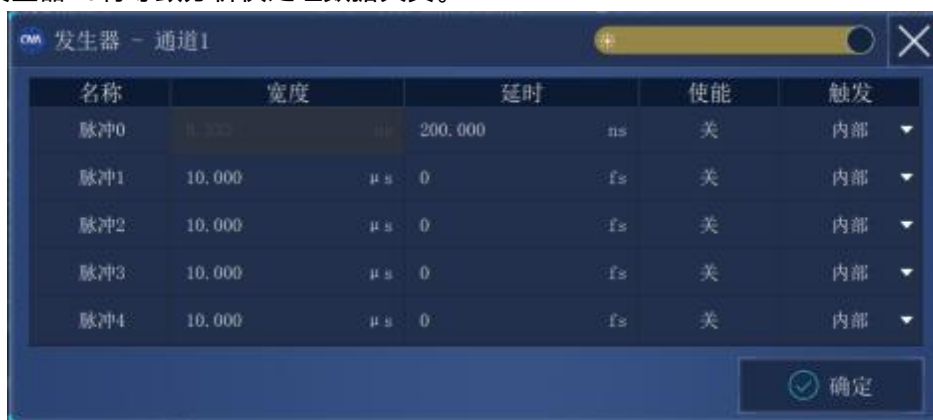 发生器 - 通道1
名称 宽度 延时 使能 触发
脉冲0 200.000 ns 关 内部
脉冲1 10.000 μs 0 fs 关 内部
脉冲2 10.000 μs 0 fs 关 内部
脉冲3 10.000 μs 0 fs 关 内部
脉冲4 10.000 μs 0 fs 关 内部
确定